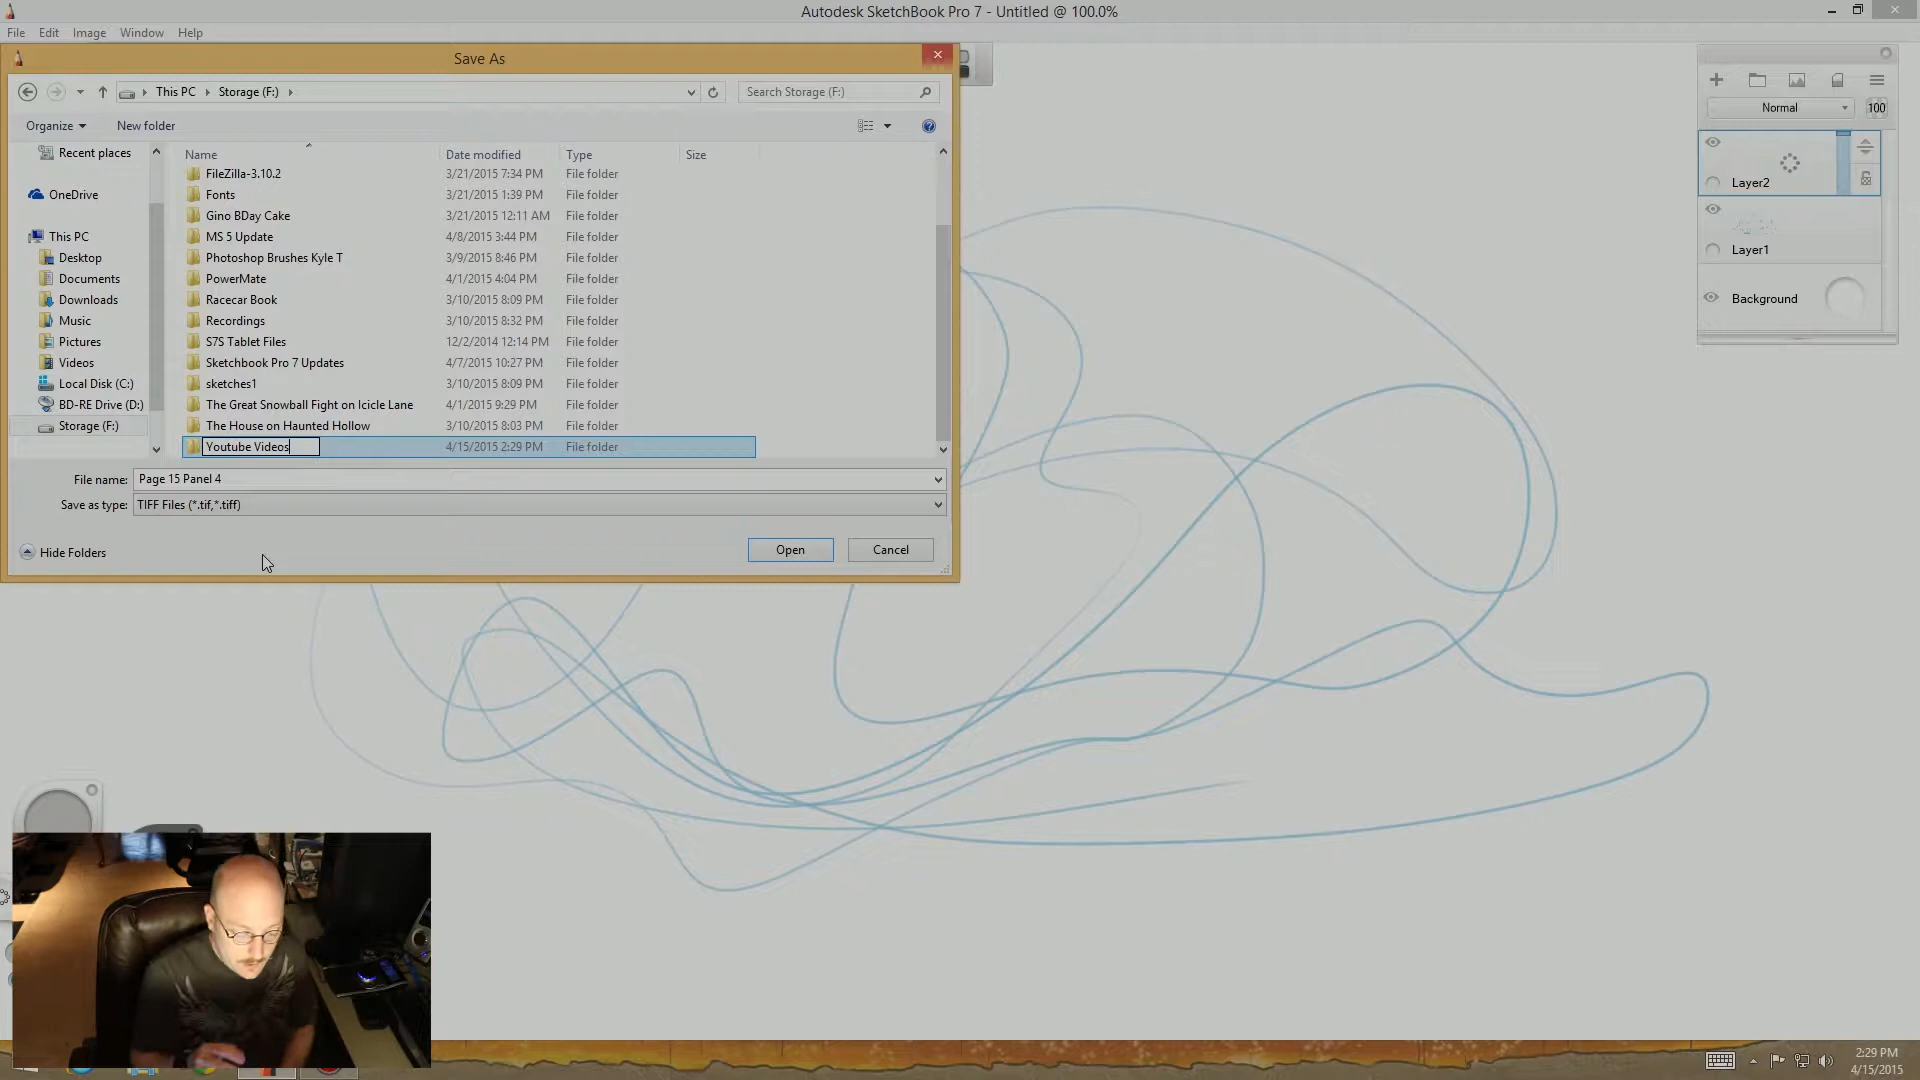 Autodesk SketchBook Pro 7 - Untitled @ 100.0%
File Edit Image Window Help
Save As
This PC Storage (F:)
Search Storage (F:)
Organize New folder
Name Date modified Type Size
Recent places
OneDrive
This PC
Desktop
Documents
Downloads
Music
Pictures
Videos
Local Disk (C:)
BD-RE Drive (D:)
Storage (F:)
FileZilla-3.10.2 3/21/2015 7:34 PM File folder
Fonts 3/21/2015 1:39 PM File folder
Gino BDay Cake 3/21/2015 12:11 AM File folder
MS 5 Update 4/8/2015 3:44 PM File folder
Photoshop Brushes Kyle T 3/9/2015 8:46 PM File folder
PowerMate 4/1/2015 4:04 PM File folder
Racecar Book 3/10/2015 8:09 PM File folder
Recordings 3/10/2015 8:32 PM File folder
S7S Tablet Files 12/2/2014 12:14 PM File folder
Sketchbook Pro 7 Updates 4/7/2015 10:27 PM File folder
sketches1 3/10/2015 8:09 PM File folder
The Great Snowball Fight on Icicle Lane 4/1/2015 9:29 PM File folder
The House on Haunted Hollow 3/10/2015 8:03 PM File folder
Youtube Videos 4/15/2015 2:29 PM File folder
File name: Page 15 Panel 4
Save as type: TIFF Files (*.tif,*.tiff)
Hide Folders
Open Cancel
Normal 100
Layer2
Layer1
Background
2:29 PM
4/15/2015